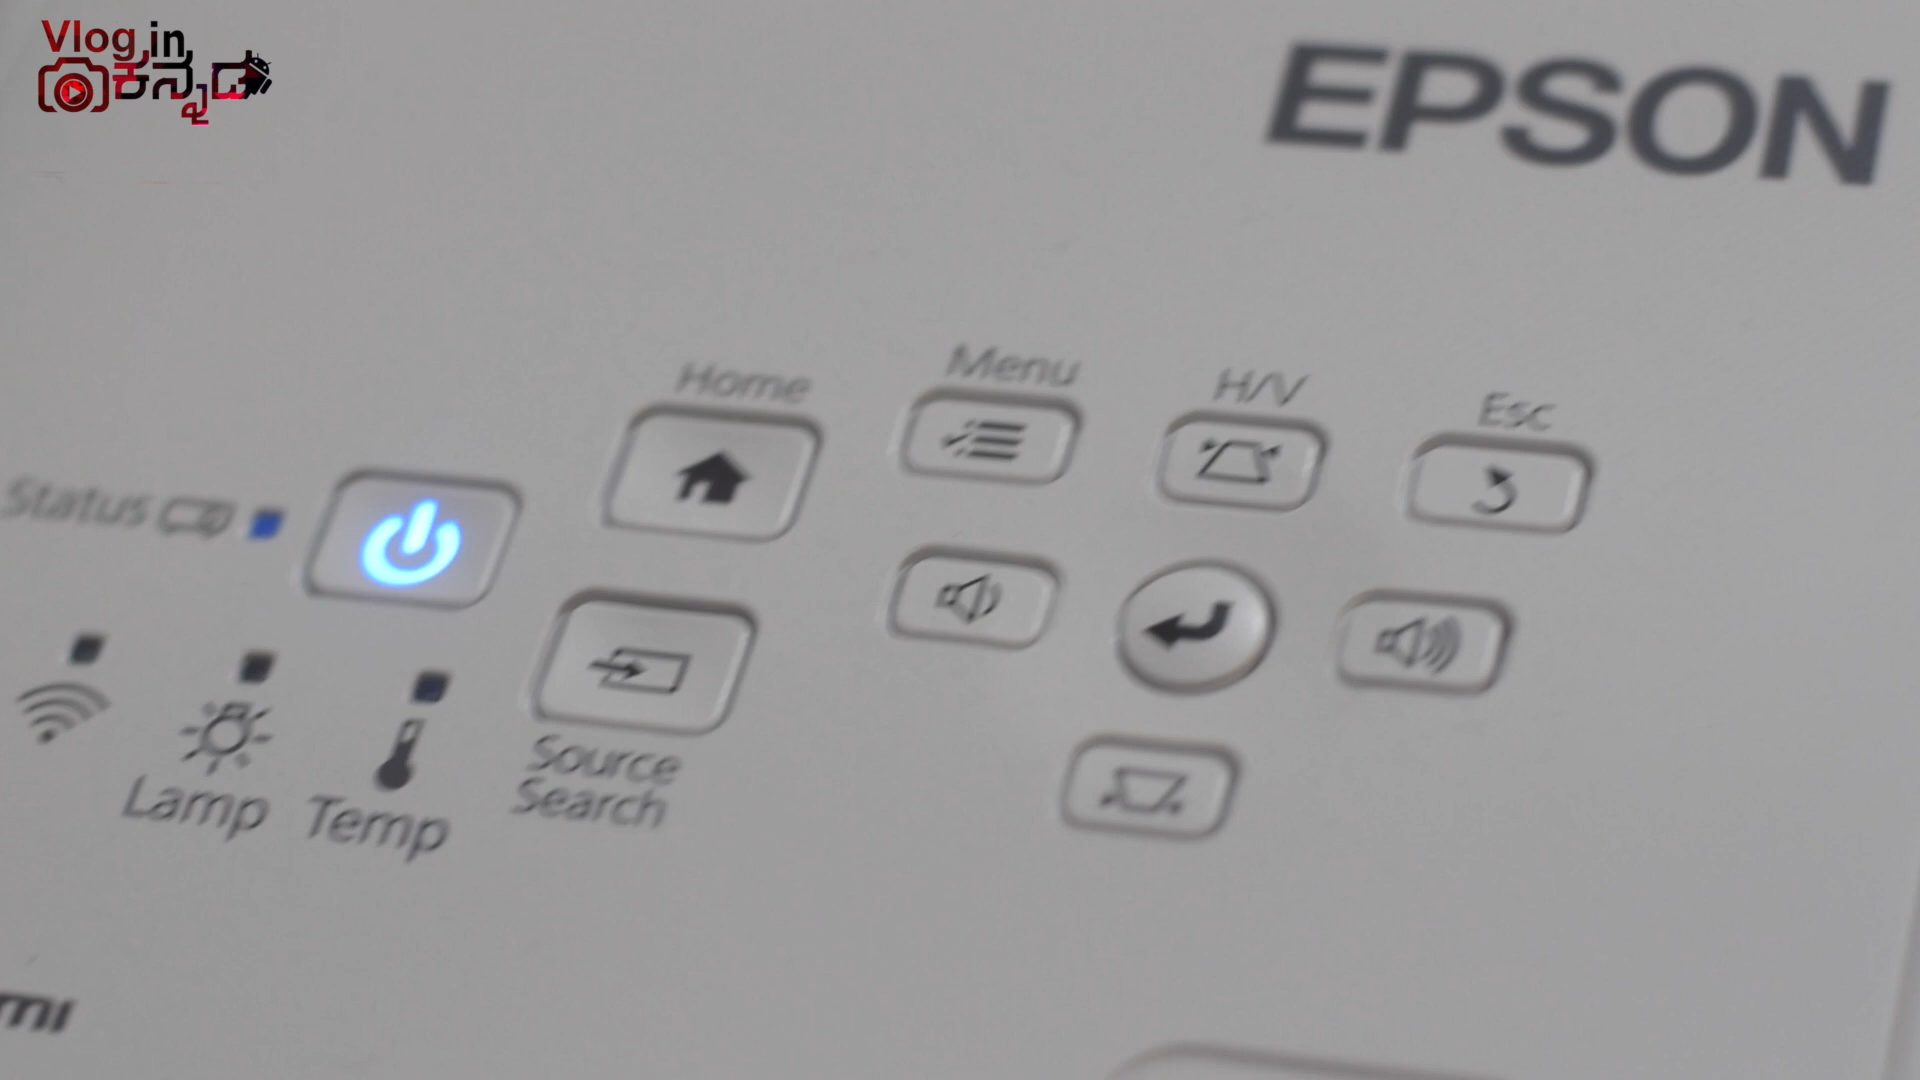 Vlog in
ಕನ್ನಡ
EPSON
Home
Menu
H/V
Esc
Status
Lamp
Temp
Source
Search